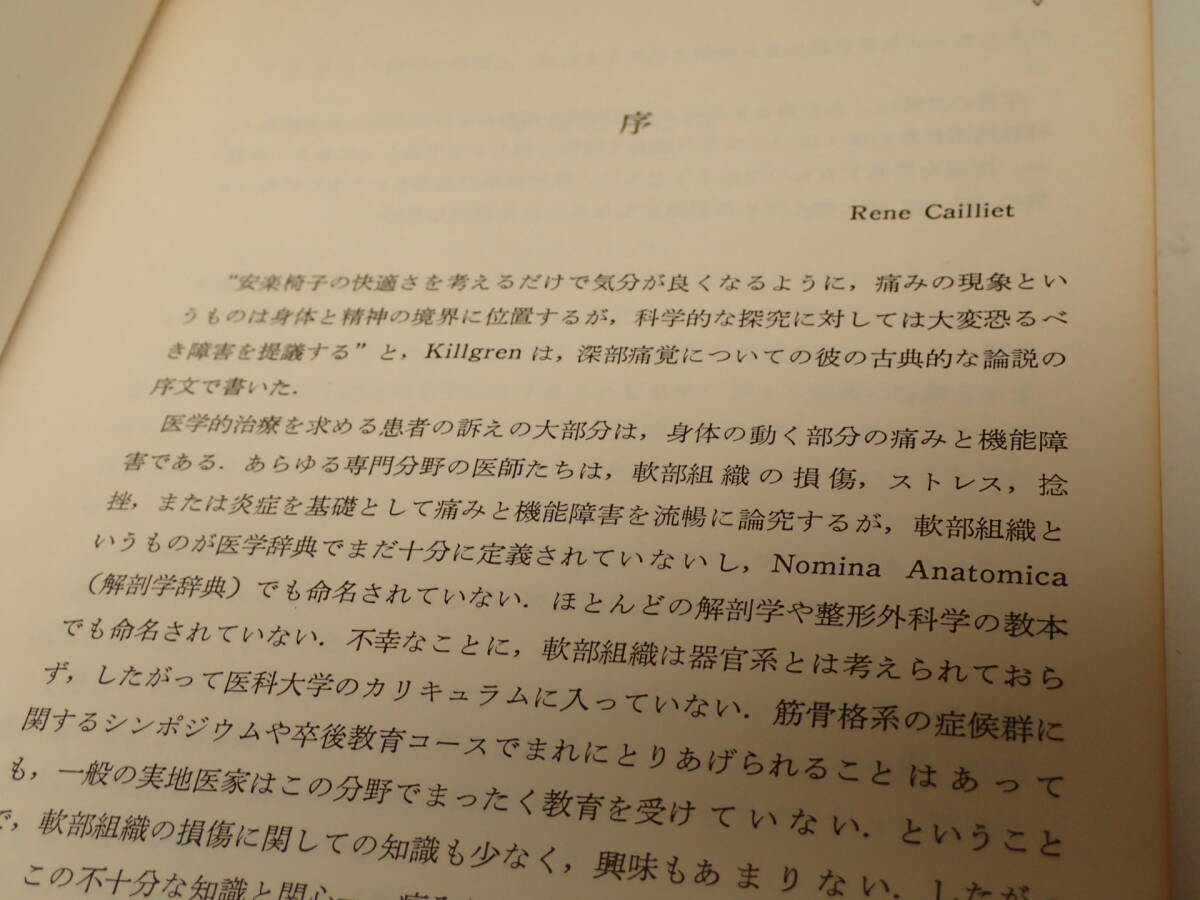 序
Rene Cailliet
“安楽椅子の快適さを考えるだけで気分が良くなるように，痛みの現象とい
うものは身体と精神の境界に位置するが，科学的な探究に対しては大変恐るべ
き障害を提議する”と，Killgrenは，深部痛覚についての彼の古典的な論説の
序文で書いた．
医学的治療を求める患者の訴えの大部分は，身体の動く部分の痛みと機能障
害である．あらゆる専門分野の医師たちは，軟部組織の損傷，ストレス，捻
挫，または炎症を基礎として痛みと機能障害を流暢に論究するが，軟部組織と
いうものが医学辞典でまだ十分に定義されていないし，Nomina Anatomica
（解剖学辞典）でも命名されていない．ほとんどの解剖学や整形外科学の教本
でも命名されていない．不幸なことに，軟部組織は器官系とは考えられておら
ず，したがって医科大学のカリキュラムに入っていない．筋骨格系の症候群に
関するシンポジウムや卒後教育コースでまれにとりあげられることはあって
も，一般の実地医家はこの分野でまったく教育を受けていない．ということ
で，軟部組織の損傷に関しての知識も少なく，興味もあまりない．したが
この不十分な知識と関心